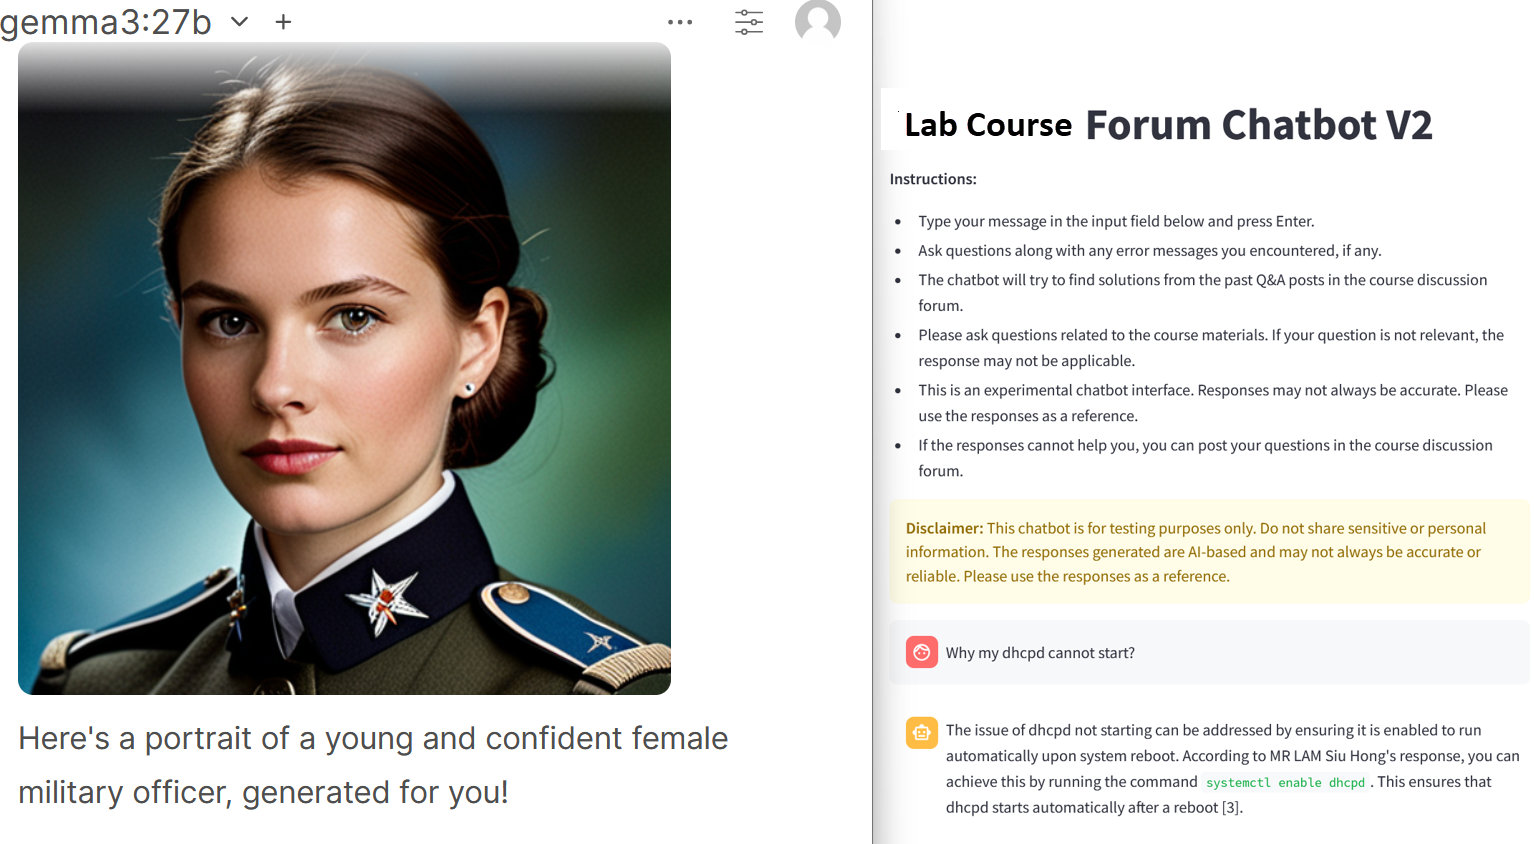 gemma3:27b
Here's a portrait of a young and confident female
military officer, generated for you!
Lab Course Forum Chatbot V2
Instructions:
Type your message in the input field below and press Enter.
Ask questions along with any error messages you encountered, if any.
The chatbot will try to find solutions from the past Q&A posts in the course discussion
forum.
Please ask questions related to the course materials. If your question is not relevant, the
response may not be applicable.
This is an experimental chatbot interface. Responses may not always be accurate. Please
use the responses as a reference.
If the responses cannot help you, you can post your questions in the course discussion
forum.
Disclaimer: This chatbot is for testing purposes only. Do not share sensitive or personal
information. The responses generated are AI-based and may not always be accurate or
reliable. Please use the responses as a reference.
Why my dhcpd cannot start?
The issue of dhcpd not starting can be addressed by ensuring it is enabled to run
automatically upon system reboot. According to MR LAM Siu Hong's response, you can
achieve this by running the command systemctl enable dhcpd . This ensures that
dhcpd starts automatically after a reboot [3].